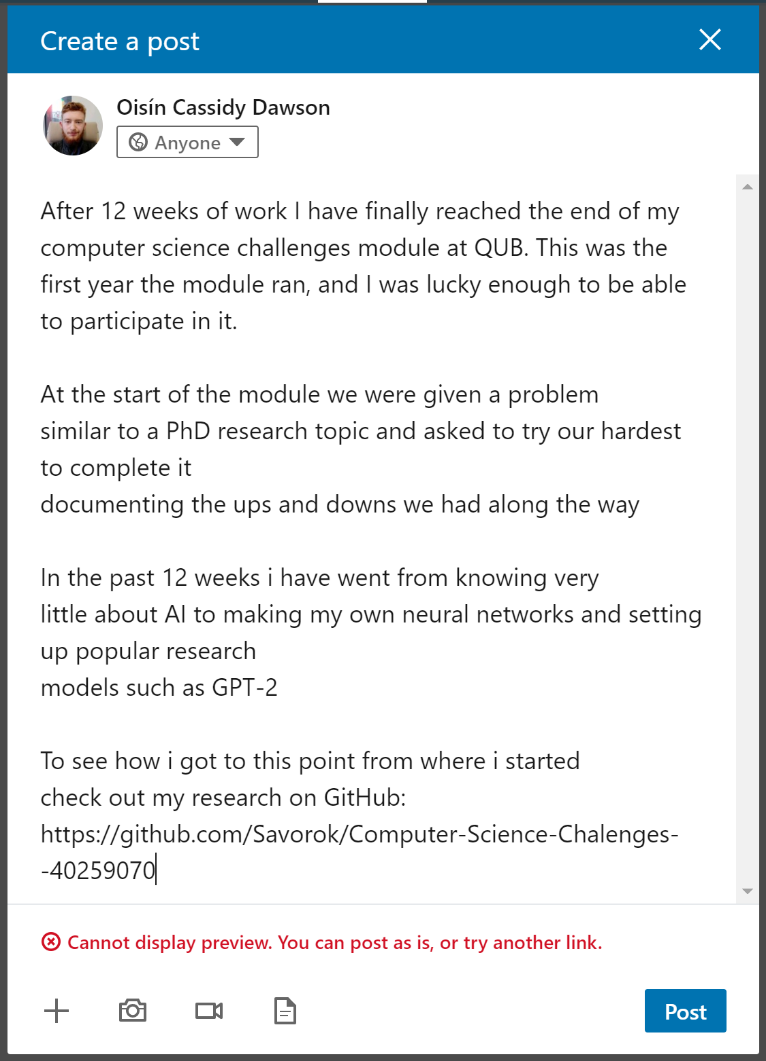 Create a post
Oisín Cassidy Dawson
Anyone
After 12 weeks of work I have finally reached the end of my
computer science challenges module at QUB. This was the
first year the module ran, and I was lucky enough to be able
to participate in it.
At the start of the module we were given a problem
similar to a PhD research topic and asked to try our hardest
to complete it
documenting the ups and downs we had along the way
In the past 12 weeks i have went from knowing very
little about AI to making my own neural networks and setting
up popular research
models such as GPT-2
To see how i got to this point from where i started
check out my research on GitHub:
https://github.com/Savorok/Computer-Science-Chalenges-
-40259070
Cannot display preview. You can post as is, or try another link.
Post